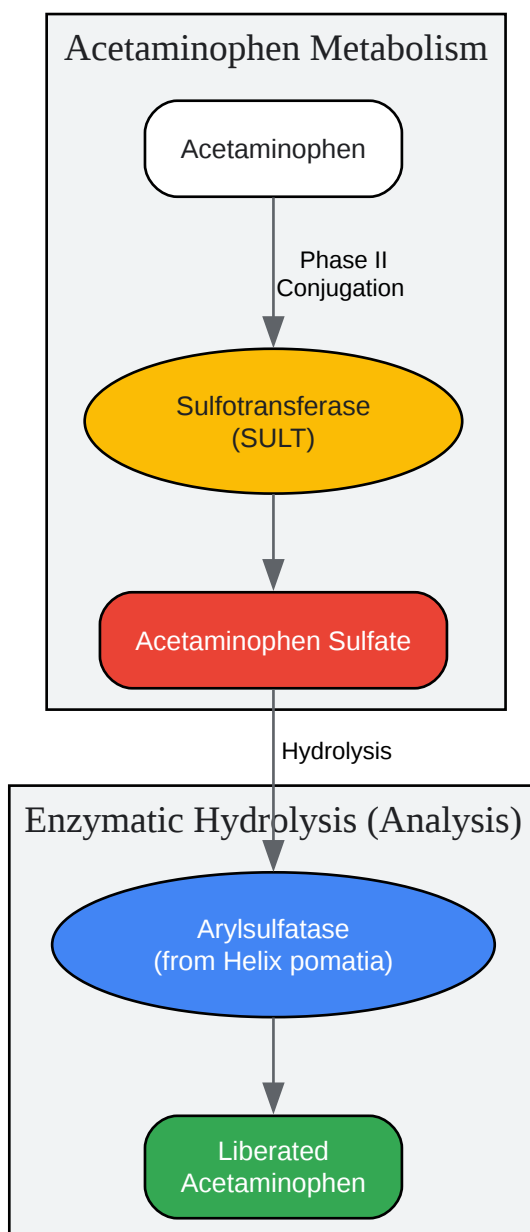 Acetaminophen Metabolism
Acetaminophen
Phase II
Conjugation
Sulfotransferase
(SULT)
Acetaminophen Sulfate
Hydrolysis
Enzymatic Hydrolysis (Analysis)
Arylsulfatase
(from Helix pomatia)
Liberated
Acetaminophen